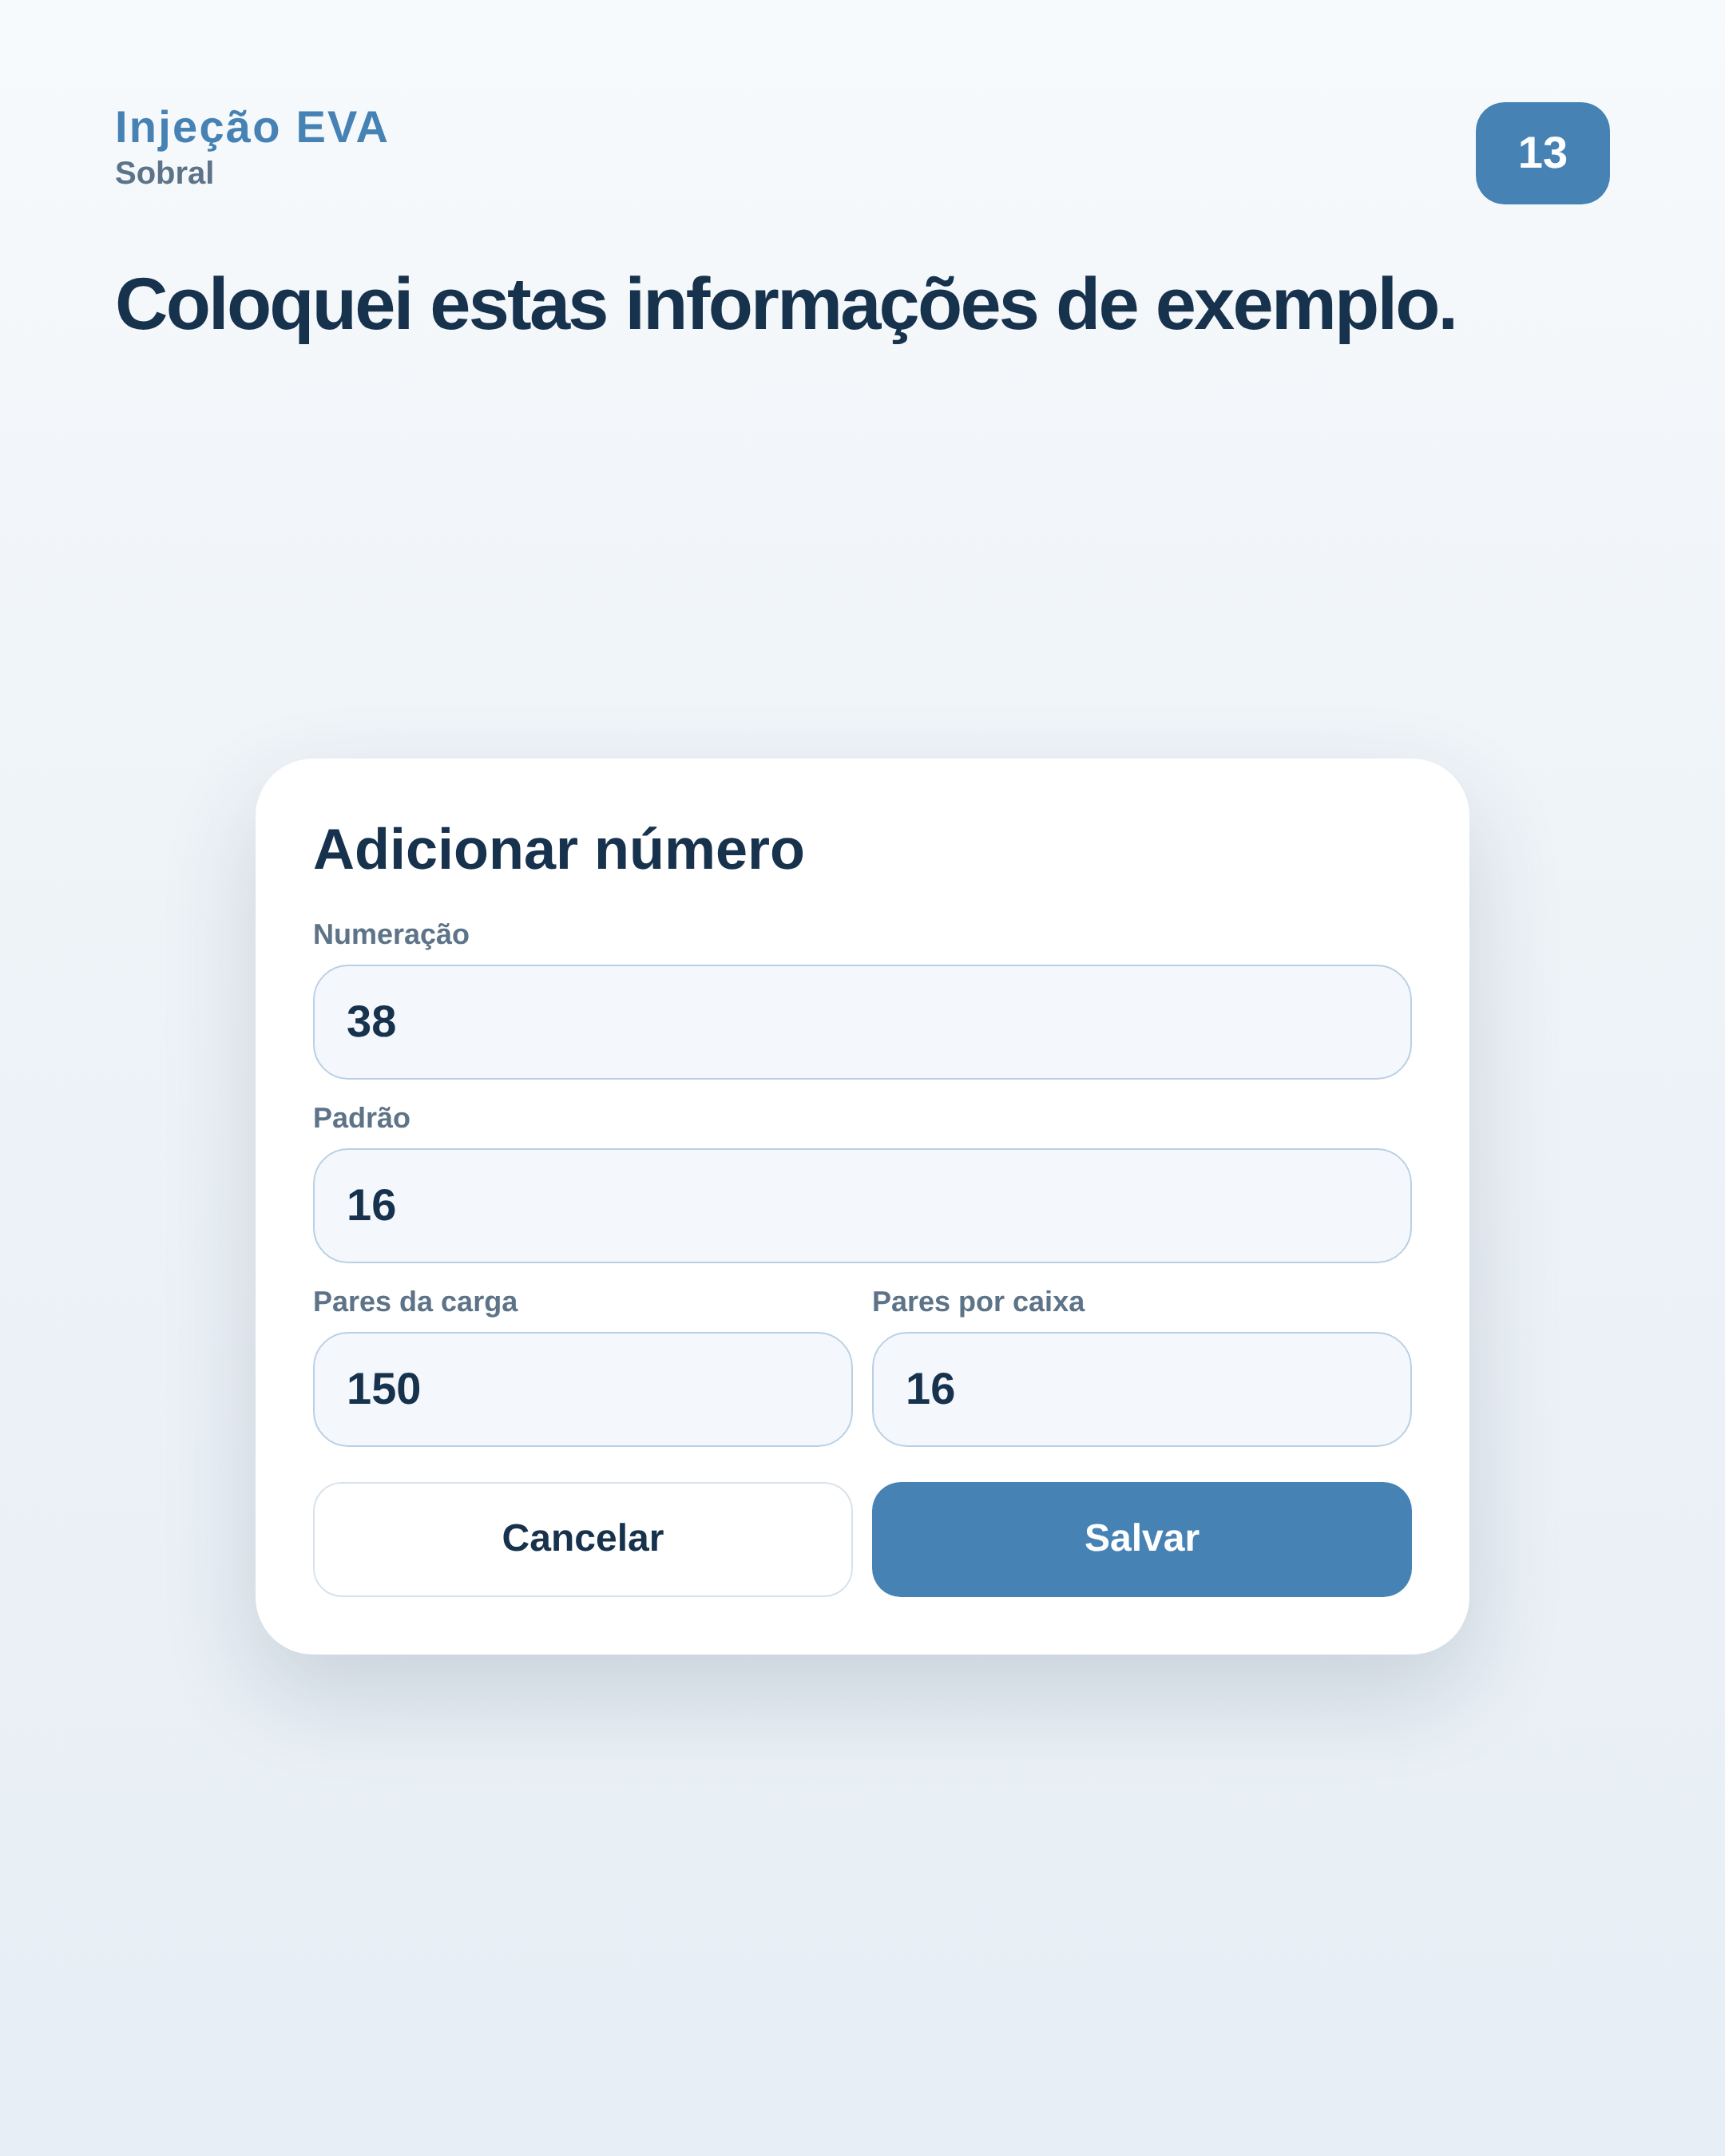 Injeção EVA
Sobral
13
Coloquei estas informações de exemplo.
Adicionar número
Numeração
38
Padrão
16
Pares da carga
Pares por caixa
150
16
Cancelar
Salvar